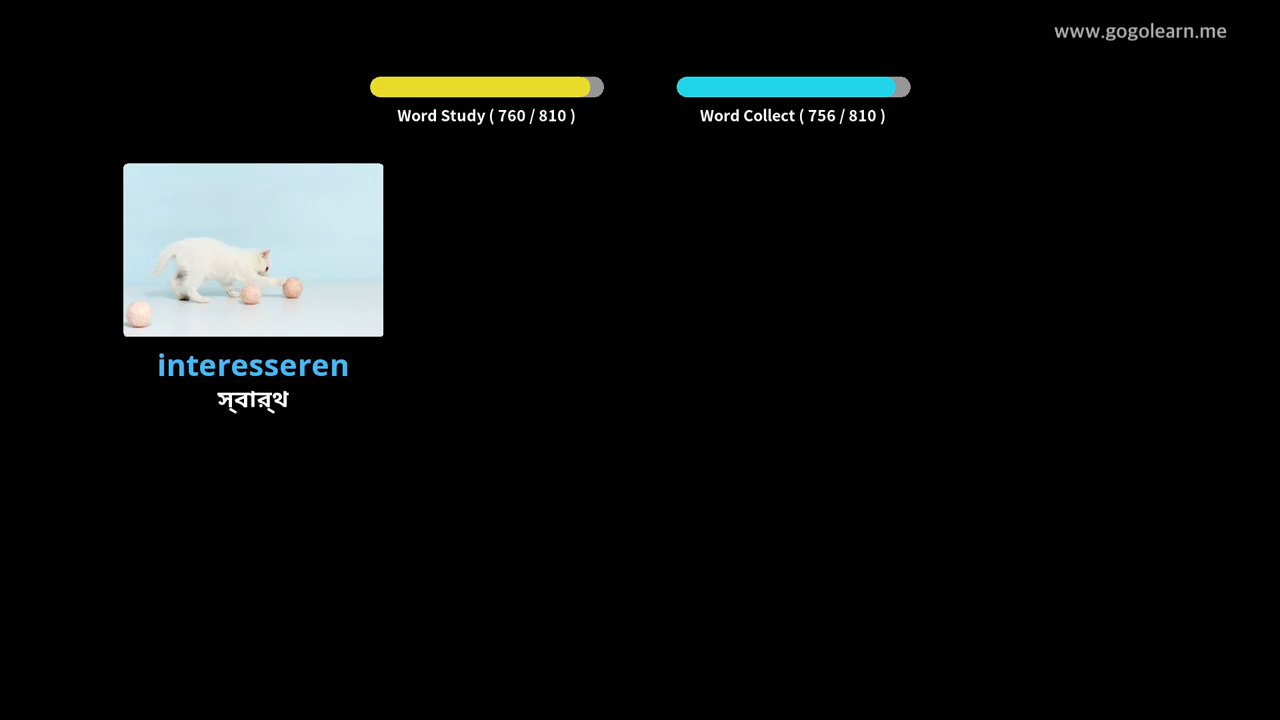 www.gogolearn.me
Word Study ( 760 / 810 )
Word Collect ( 756 / 810 )
interesseren
স্বার্থ